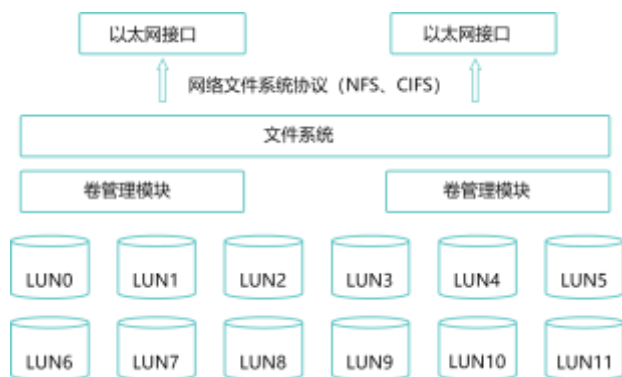 以太网接口 以太网接口
网络文件系统协议（NFS、CIFS）
文件系统
卷管理模块 卷管理模块
LUN0 LUN1 LUN2 LUN3 LUN4 LUN5
LUN6 LUN7 LUN8 LUN9 LUN10 LUN11